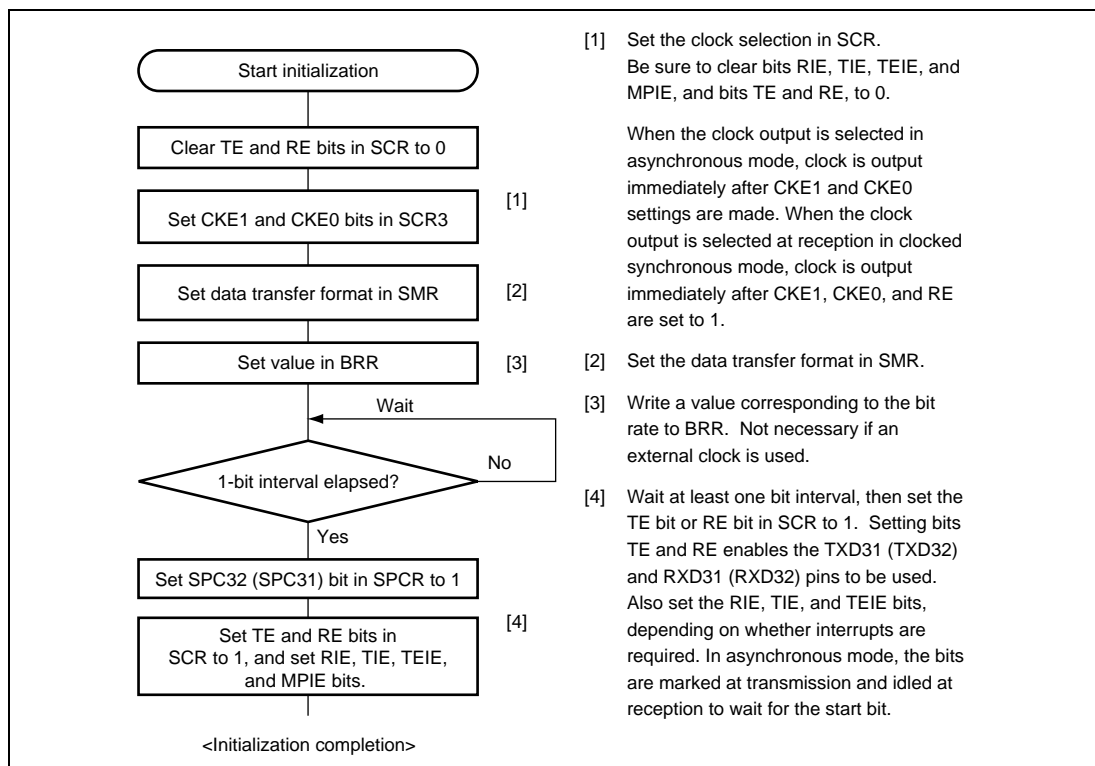 Start initialization
Clear TE and RE bits in SCR to 0
Set CKE1 and CKE0 bits in SCR3
[1]
Set data transfer format in SMR
[2]
Set value in BRR
[3]
Wait
No
1-bit interval elapsed?
Yes
Set SPC32 (SPC31) bit in SPCR to 1
Set TE and RE bits in
SCR to 1, and set RIE, TIE, TEIE,
and MPIE bits.
[4]
<Initialization completion>
[1] Set the clock selection in SCR.
Be sure to clear bits RIE, TIE, TEIE, and
MPIE, and bits TE and RE, to 0.
When the clock output is selected in
asynchronous mode, clock is output
immediately after CKE1 and CKE0
settings are made. When the clock
output is selected at reception in clocked
synchronous mode, clock is output
immediately after CKE1, CKE0, and RE
are set to 1.
[2] Set the data transfer format in SMR.
[3] Write a value corresponding to the bit
rate to BRR. Not necessary if an
external clock is used.
[4] Wait at least one bit interval, then set the
TE bit or RE bit in SCR to 1. Setting bits
TE and RE enables the TXD31 (TXD32)
and RXD31 (RXD32) pins to be used.
Also set the RIE, TIE, and TEIE bits,
depending on whether interrupts are
required. In asynchronous mode, the bits
are marked at transmission and idled at
reception to wait for the start bit.